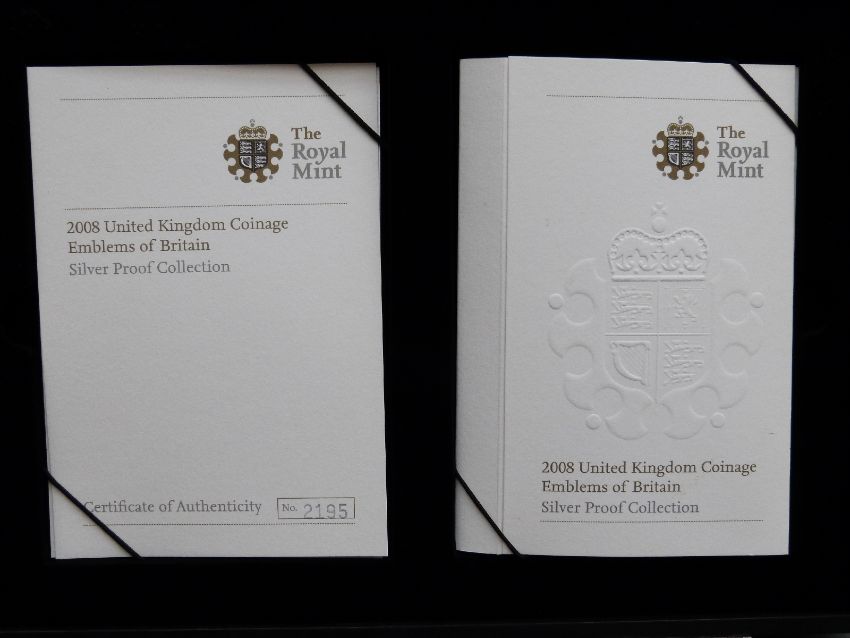 The
Royal
Mint
2008 United Kingdom Coinage
Emblems of Britain
Silver Proof Collection
Certificate of Authenticity No. 2195
The
Royal
Mint
2008 United Kingdom Coinage
Emblems of Britain
Silver Proof Collection